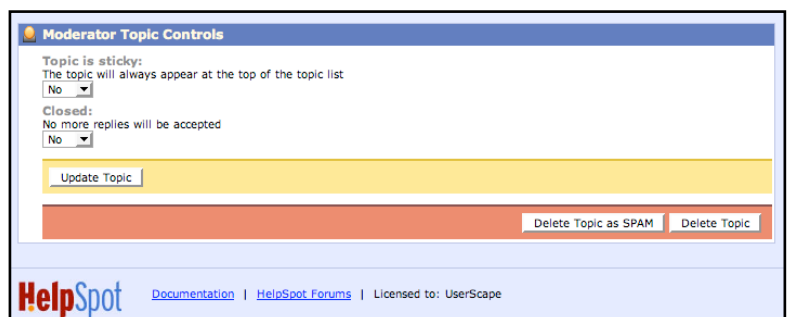 Moderator Topic Controls
Topic is sticky:
The topic will always appear at the top of the topic list
No
Closed:
No more replies will be accepted
No
Update Topic
Delete Topic as SPAM Delete Topic
HelpSpot Documentation | HelpSpot Forums | Licensed to: UserScape